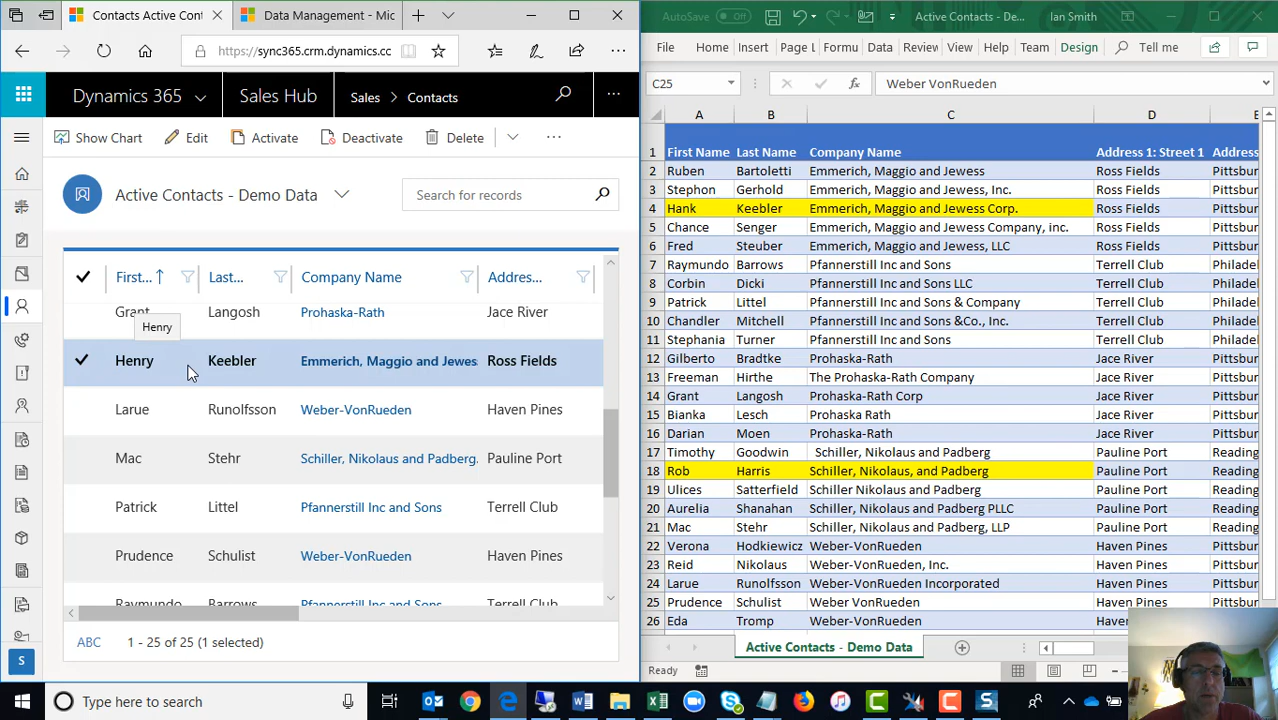 Contacts Active Cont
Data Management - Mic
https://sync365.crm.dynamics.cc
Dynamics 365
Sales Hub
Sales > Contacts
Show Chart
Edit
Activate
Deactivate
Delete
Active Contacts - Demo Data
Search for records
First... Last... Company Name Addres...
Grant Langosh Prohaska-Rath Jace River
Henry
Henry Keebler Emmerich, Maggio and Jewes Ross Fields
Larue Runolfsson Weber-VonRueden Haven Pines
Mac Stehr Schiller, Nikolaus and Padberg, Pauline Port
Patrick Littel Pfannerstill Inc and Sons Terrell Club
Prudence Schulist Weber-VonRueden Haven Pines
Raymundo Barrows Pfannerstill Inc and Sons Terrell Club
ABC 1 - 25 of 25 (1 selected)
S
AutoSave Off Active Contacts - De... Ian Smith
File Home Insert Page L Formu Data Review View Help Team Design Tell me
C25 fx Weber VonRueden
A B C D E
1 First Name Last Name Company Name Address 1: Street 1 Address
2 Ruben Bartoletti Emmerich, Maggio and Jewess Ross Fields Pittsbur
3 Stephon Gerhold Emmerich, Maggio and Jewess, Inc. Ross Fields Pittsbur
4 Hank Keebler Emmerich, Maggio and Jewess Corp. Ross Fields Pittsbur
5 Chance Senger Emmerich, Maggio and Jewess Company, inc. Ross Fields Pittsbur
6 Fred Steuber Emmerich, Maggio and Jewess, LLC Ross Fields Pittsbur
7 Raymundo Barrows Pfannerstill Inc and Sons Terrell Club Philadel
8 Corbin Dicki Pfannerstill Inc and Sons LLC Terrell Club Philadel
9 Patrick Littel Pfannerstill Inc and Sons & Company Terrell Club Philadel
10 Chandler Mitchell Pfannerstill Inc and Sons &Co., Inc. Terrell Club Philadel
11 Stephania Turner Pfannerstill Inc and Sons Terrell Club Philadel
12 Gilberto Bradtke Prohaska-Rath Jace River Pittsbur
13 Freeman Hirthe The Prohaska-Rath Company Jace River Pittsbur
14 Grant Langosh Prohaska-Rath Corp Jace River Pittsbur
15 Bianka Lesch Prohaska Rath Jace River Pittsbur
16 Darian Moen Prohaska-Rath Jace River Pittsbur
17 Timothy Goodwin Schiller, Nikolaus and Padberg Pauline Port Reading
18 Rob Harris Schiller, Nikolaus, and Padberg Pauline Port Reading
19 Ulices Satterfield Schiller Nikolaus and Padberg Pauline Port Reading
20 Aurelia Shanahan Schiller, Nikolaus and Padberg PLLC Pauline Port Reading
21 Mac Stehr Schiller, Nikolaus and Padberg, LLP Pauline Port Reading
22 Verona Hodkiewicz Weber-VonRueden Haven Pines Pittsbur
23 Reid Nikolaus Weber-VonRueden, Inc. Haven Pines Pittsbur
24 Larue Runolfsson Weber-VonRueden Incorporated Haven Pines Pittsbur
25 Prudence Schulist Weber VonRueden Haven Pines Pittsbur
26 Eda Tromp Weber-VonRueden Haven Pines Pittsbur
Active Contacts - Demo Data
Ready
Type here to search